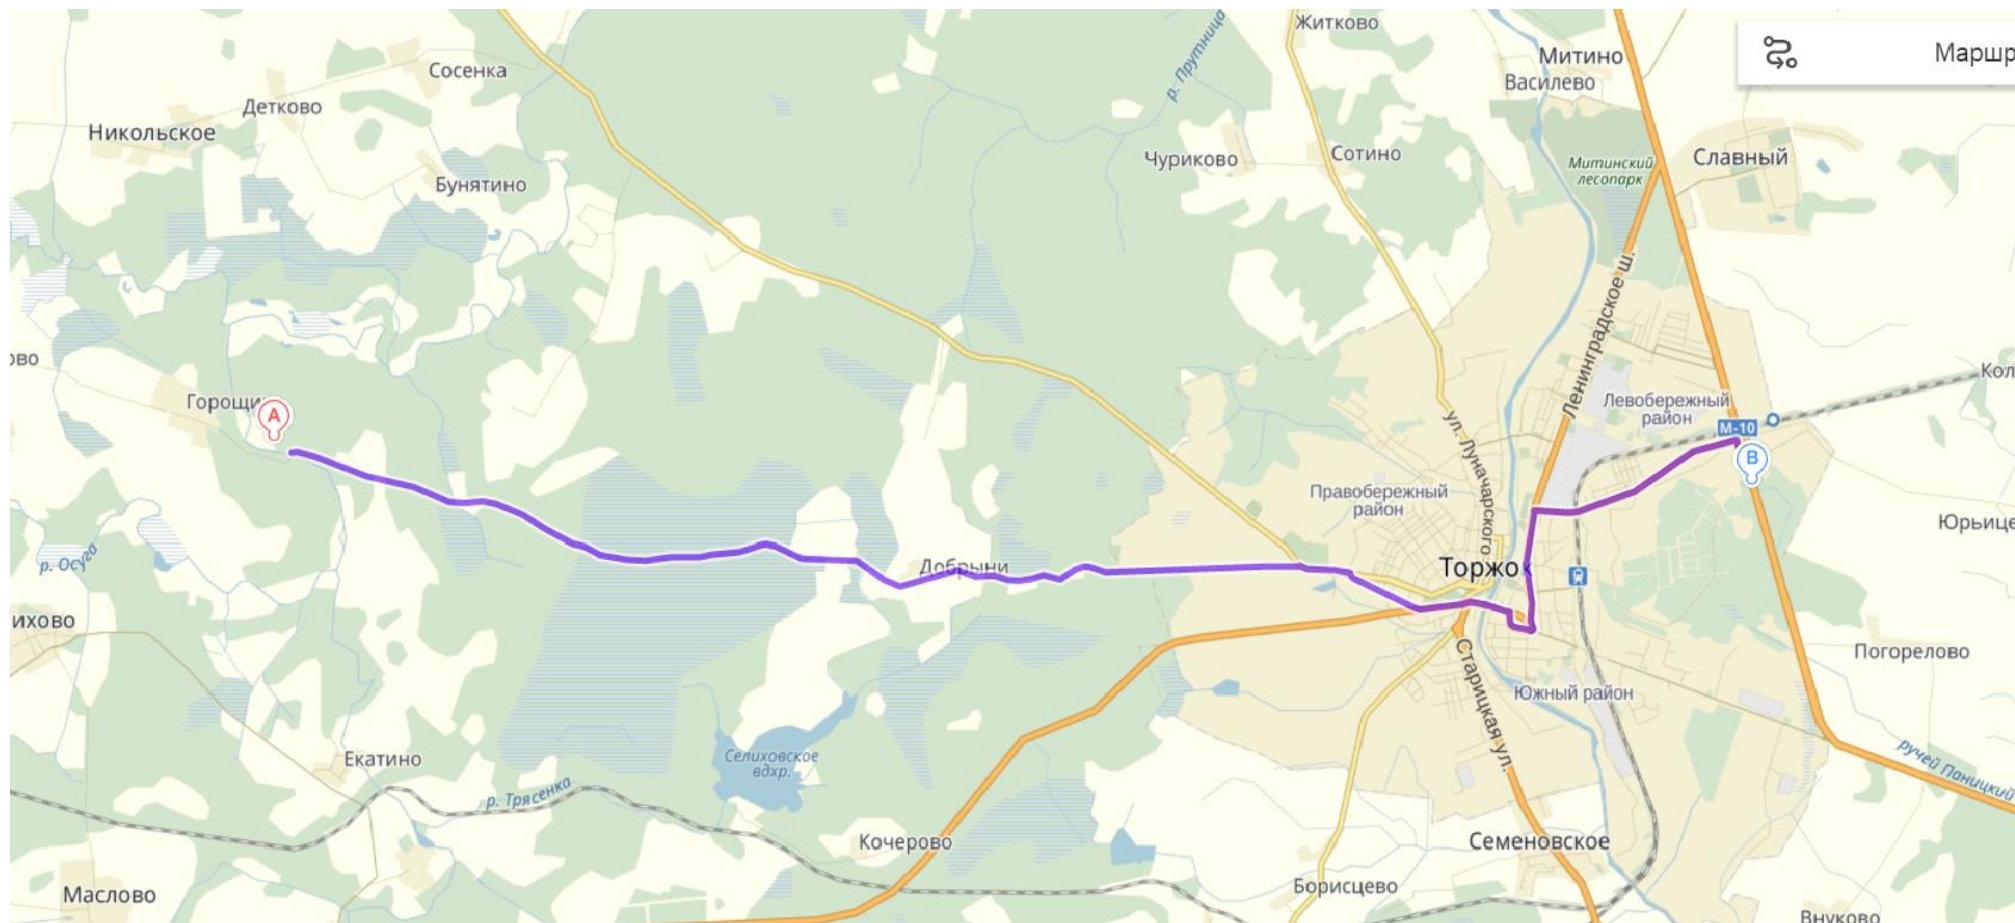 Житково
Митино
Василево
Маршр
р. Прутница
Сосенка
Детково
Никольское
Бунятино
Чуриково
Сотино
Митинский
лесопарк
Славный
Ленинградское ш.
ово
Горощи
A
Кол
Левобережный
район
М-10
B
ул. Луначарского
Правобережный
район
Юрьице
р. Осуга
Добрыни
Торжок
ихово
Старицкая ул.
Погорелово
Южный район
Екатино
Селиховское
вдхр.
р. Трясенка
ручей Паницкий
Кочерово
Семеновское
Маслово
Борисцево
Внуково